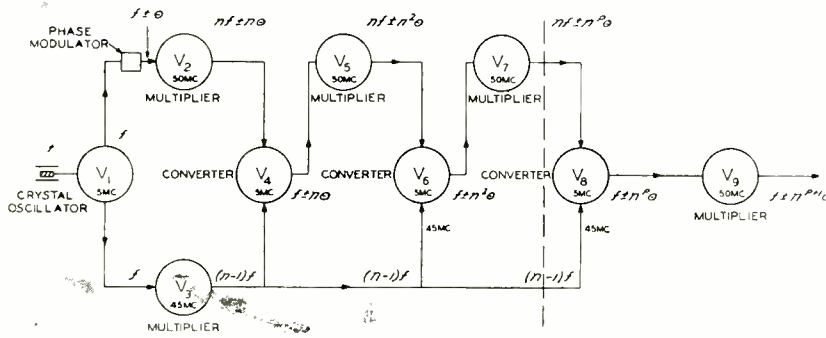 f ± Θ
nf ± nΘ
nf ± n²Θ
nf ± nᵖΘ
PHASE MODULATOR
V₂
50MC
MULTIPLIER
V₅
50MC
MULTIPLIER
V₇
50MC
MULTIPLIER
f
f
V₁
5MC
CRYSTAL OSCILLATOR
CONVERTER
V₄
5MC
f ± nΘ
CONVERTER
V₆
5MC
f ± n²Θ
45MC
CONVERTER
V₈
5MC
f ± nᵖΘ
45MC
V₉
50MC
MULTIPLIER
f
V₃
45MC
MULTIPLIER
(n-1)f
(n-1)f
(n-1)f